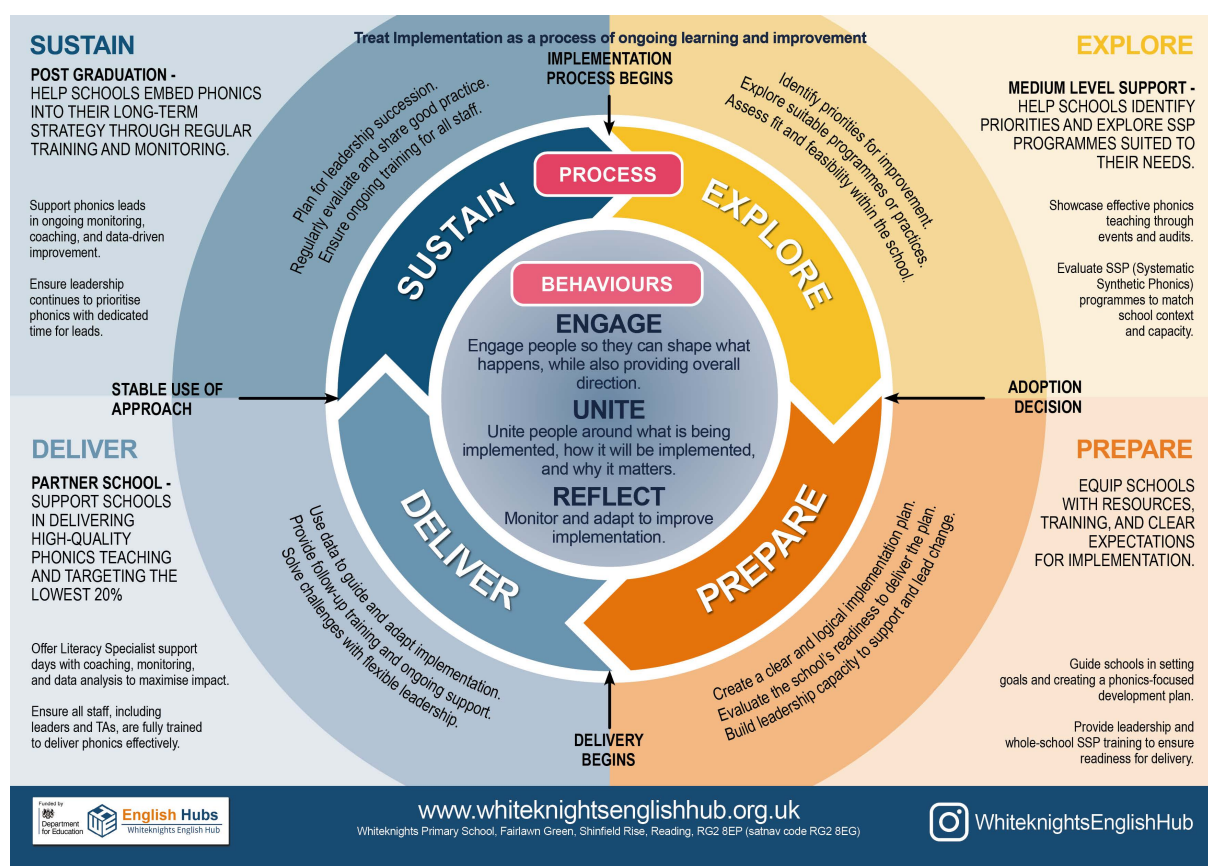 Treat Implementation as a process of ongoing learning and improvement
IMPLEMENTATION
PROCESS BEGINS
SUSTAIN
POST GRADUATION -
HELP SCHOOLS EMBED PHONICS
INTO THEIR LONG-TERM
STRATEGY THROUGH REGULAR
TRAINING AND MONITORING.
Support phonics leads
in ongoing monitoring,
coaching, and data-driven
improvement.
Ensure leadership
continues to prioritise
phonics with dedicated
time for leads.
Plan for leadership succession.
Regularly evaluate and share good practice.
Ensure ongoing training for all staff.
EXPLORE
MEDIUM LEVEL SUPPORT -
HELP SCHOOLS IDENTIFY
PRIORITIES AND EXPLORE SSP
PROGRAMMES SUITED TO
THEIR NEEDS.
Showcase effective phonics
teaching through
events and audits.
Evaluate SSP (Systematic
Synthetic Phonics)
programmes to match
school context
and capacity.
Identify priorities for improvement.
Explore suitable programmes or practices.
Assess fit and feasibility within the school.
PROCESS
SUSTAIN
EXPLORE
PREPARE
DELIVER
BEHAVIOURS
ENGAGE
Engage people so they can shape what
happens, while also providing overall
direction.
UNITE
Unite people around what is being
implemented, how it will be implemented,
and why it matters.
REFLECT
Monitor and adapt to improve
implementation.
STABLE USE OF
APPROACH
ADOPTION
DECISION
DELIVER
PARTNER SCHOOL -
SUPPORT SCHOOLS
IN DELIVERING
HIGH-QUALITY
PHONICS TEACHING
AND TARGETING THE
LOWEST 20%
Offer Literacy Specialist support
days with coaching, monitoring,
and data analysis to maximise impact.
Ensure all staff, including
leaders and TAs, are fully trained
to deliver phonics effectively.
Use data to guide and adapt implementation.
Provide follow-up training and ongoing support.
Solve challenges with flexible leadership.
PREPARE
EQUIP SCHOOLS
WITH RESOURCES,
TRAINING, AND CLEAR
EXPECTATIONS
FOR IMPLEMENTATION.
Guide schools in setting
goals and creating a phonics-focused
development plan.
Provide leadership and
whole-school SSP training to ensure
readiness for delivery.
Create a clear and logical implementation plan.
Evaluate the school's readiness to deliver the plan.
Build leadership capacity to support and lead change.
DELIVERY
BEGINS
Funded by
Department
for Education
English Hubs
Whiteknights English Hub
www.whiteknightsenglishhub.org.uk
Whiteknights Primary School, Fairlawn Green, Shinfield Rise, Reading, RG2 8EP (satnav code RG2 8EG)
WhiteknightsEnglishHub